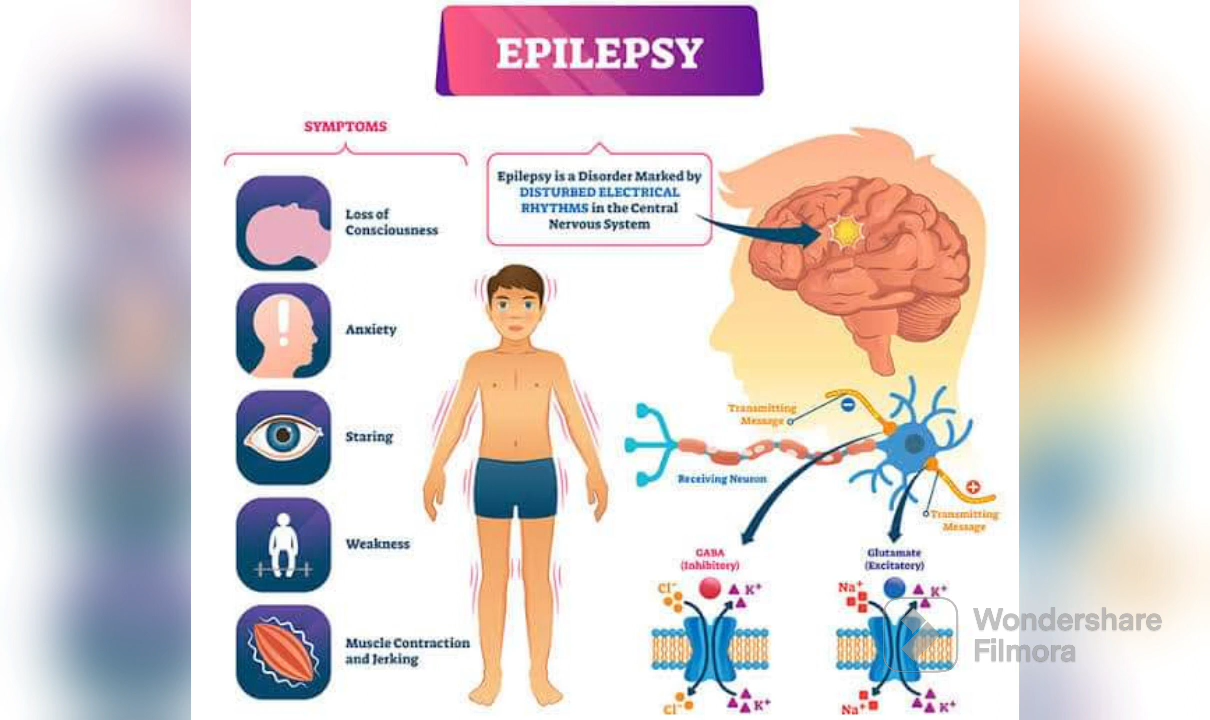 EPILEPSY
SYMPTOMS
Loss of
Consciousness
Anxiety
Staring
Weakness
Muscle Contraction
and Jerking
Epilepsy is a Disorder Marked by
DISTURBED ELECTRICAL
RHYTHMS in the Central
Nervous System
Transmitting
Message
Receiving Neuron
Transmitting
Message
GABA
(Inhibitory)
Cl⁻
K⁺
Cl⁻
K⁺
Glutamate
(Excitatory)
Na⁺
K⁺
Na⁺
K⁺
Wondershare
Filmora